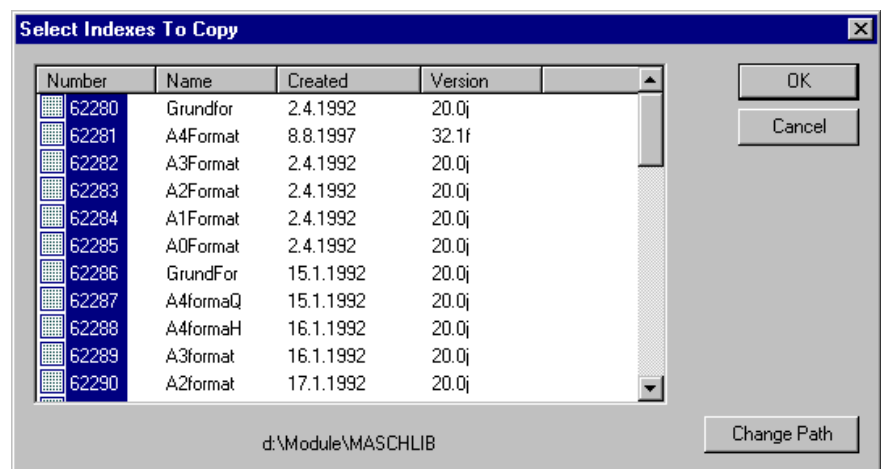 Select Indexes To Copy
Number Name Created Version
62280 Grundfor 2.4.1992 20.0j
62281 A4Format 8.8.1997 32.1f
62282 A3Format 2.4.1992 20.0j
62283 A2Format 2.4.1992 20.0j
62284 A1Format 2.4.1992 20.0j
62285 A0Format 2.4.1992 20.0j
62286 GrundFor 15.1.1992 20.0j
62287 A4formaQ 15.1.1992 20.0j
62288 A4formaH 16.1.1992 20.0j
62289 A3format 16.1.1992 20.0j
62290 A2format 17.1.1992 20.0j
OK
Cancel
d:\Module\MASCHLIB
Change Path